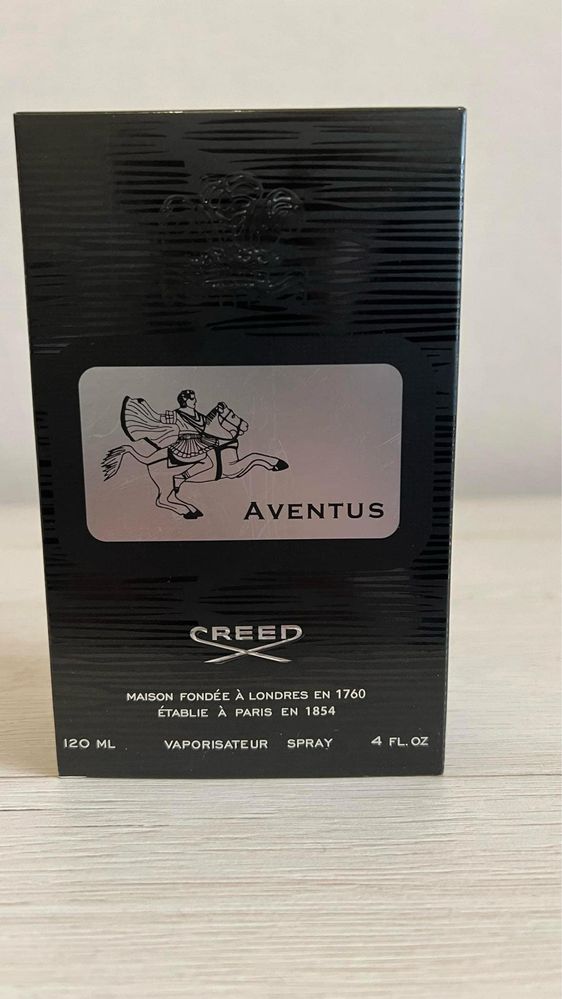 AVENTUS
CREED
MAISON FONDÉE À LONDRES EN 1760
ÉTABLIE À PARIS EN 1854
120 ML VAPORISATEUR SPRAY 4 FL. OZ